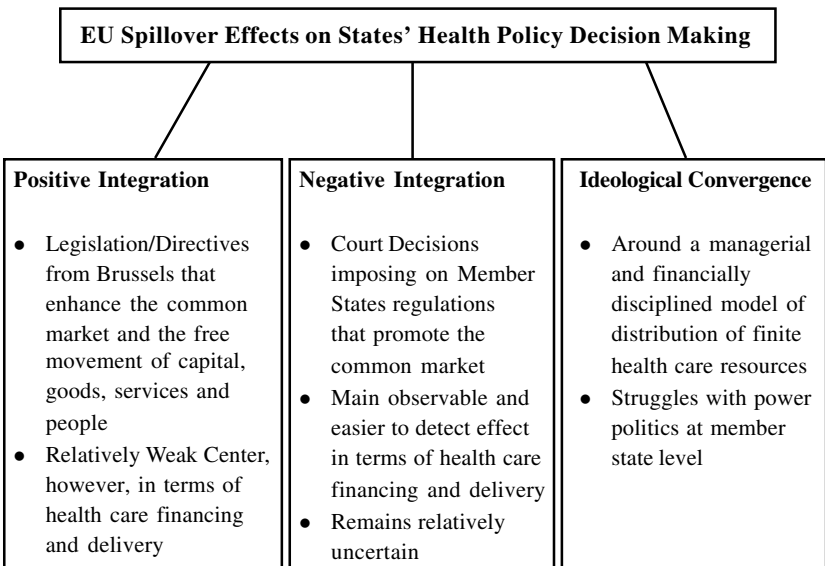 EU Spillover Effects on States’ Health Policy Decision Making
Positive Integration
● Legislation/Directives
from Brussels that
enhance the common
market and the free
movement of capital,
goods, services and
people
● Relatively Weak Center,
however, in terms of
health care financing
and delivery
Negative Integration
● Court Decisions
imposing on Member
States regulations
that promote the
common market
● Main observable and
easier to detect effect
in terms of health care
financing and delivery
● Remains relatively
uncertain
Ideological Convergence
● Around a managerial
and financially
disciplined model of
distribution of finite
health care resources
● Struggles with power
politics at member
state level